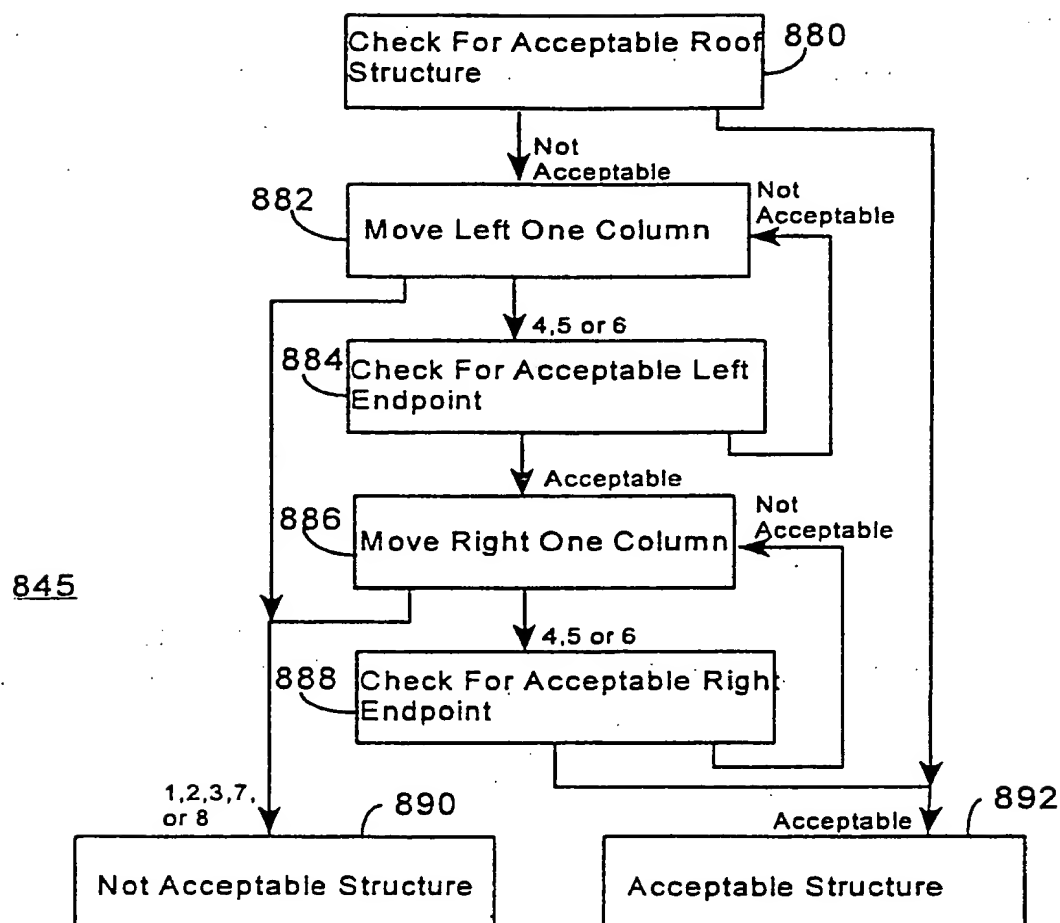 Check For Acceptable Roof
Structure
880
Not
Acceptable
882
Move Left One Column
Not
Acceptable
4,5 or 6
884
Check For Acceptable Left
Endpoint
Acceptable
886
Move Right One Column
Not
Acceptable
845
4,5 or 6
888
Check For Acceptable Right
Endpoint
1,2,3,7,
or 8
890
Acceptable
892
Not Acceptable Structure
Acceptable Structure